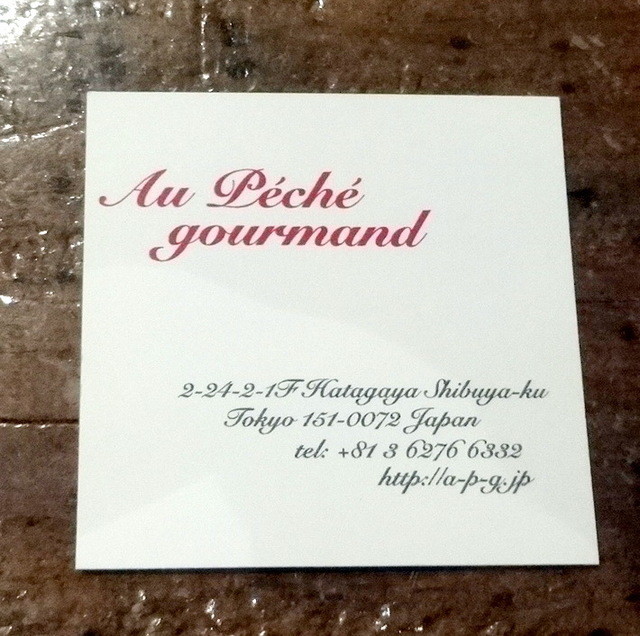 Au Péché
gourmand
2-24-2-1F Hatagaya Shibuya-ku
Tokyo 151-0072 Japan
tel: +81 3 6276 6332
http://a-p-g.jp